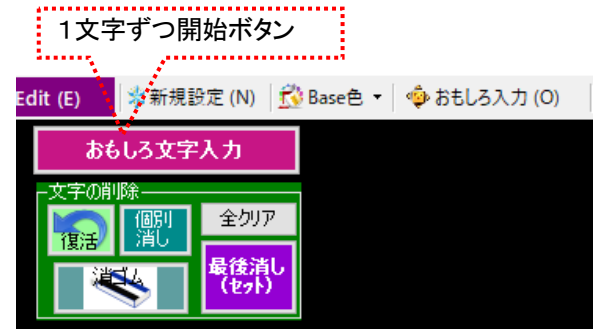 １文字ずつ開始ボタン
Edit (E) 新規設定 (N) Base色 おもしろ入力 (O)
おもしろ文字入力
文字の削除
復活 個別消し 全クリア
消ゴム 最後消し(セット)